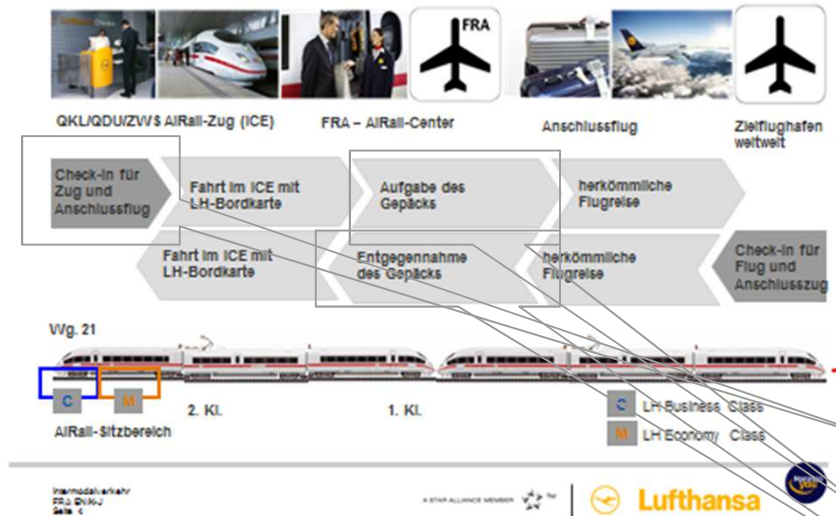 FRA
QKL/QDU/ZWS AIRail-Zug (ICE)
FRA – AIRail-Center
Anschlussflug
Zielflughafen
weltweit
Check-in für
Zug und
Anschlussflug
Fahrt im ICE mit
LH-Bordkarte
Aufgabe des
Gepäcks
herkömmliche
Flugreise
Fahrt im ICE mit
LH-Bordkarte
Entgegennahme
des Gepäcks
herkömmliche
Flugreise
Check-in für
Flug und
Anschlusszug
Wg. 21
C
M
2. Kl.
1. Kl.
C LH Business Class
M LH Economy Class
AIRail-Sitzbereich
Intermodalverkehr
Seite 4
A STAR ALLIANCE MEMBER
Lufthansa